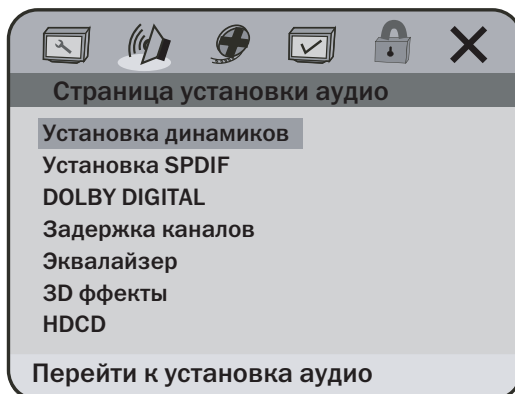 Страница установки аудио
Установка динамиков
Установка SPDIF
DOLBY DIGITAL
Задержка каналов
Эквалайзер
3D ффекты
HDCD
Перейти к установка аудио